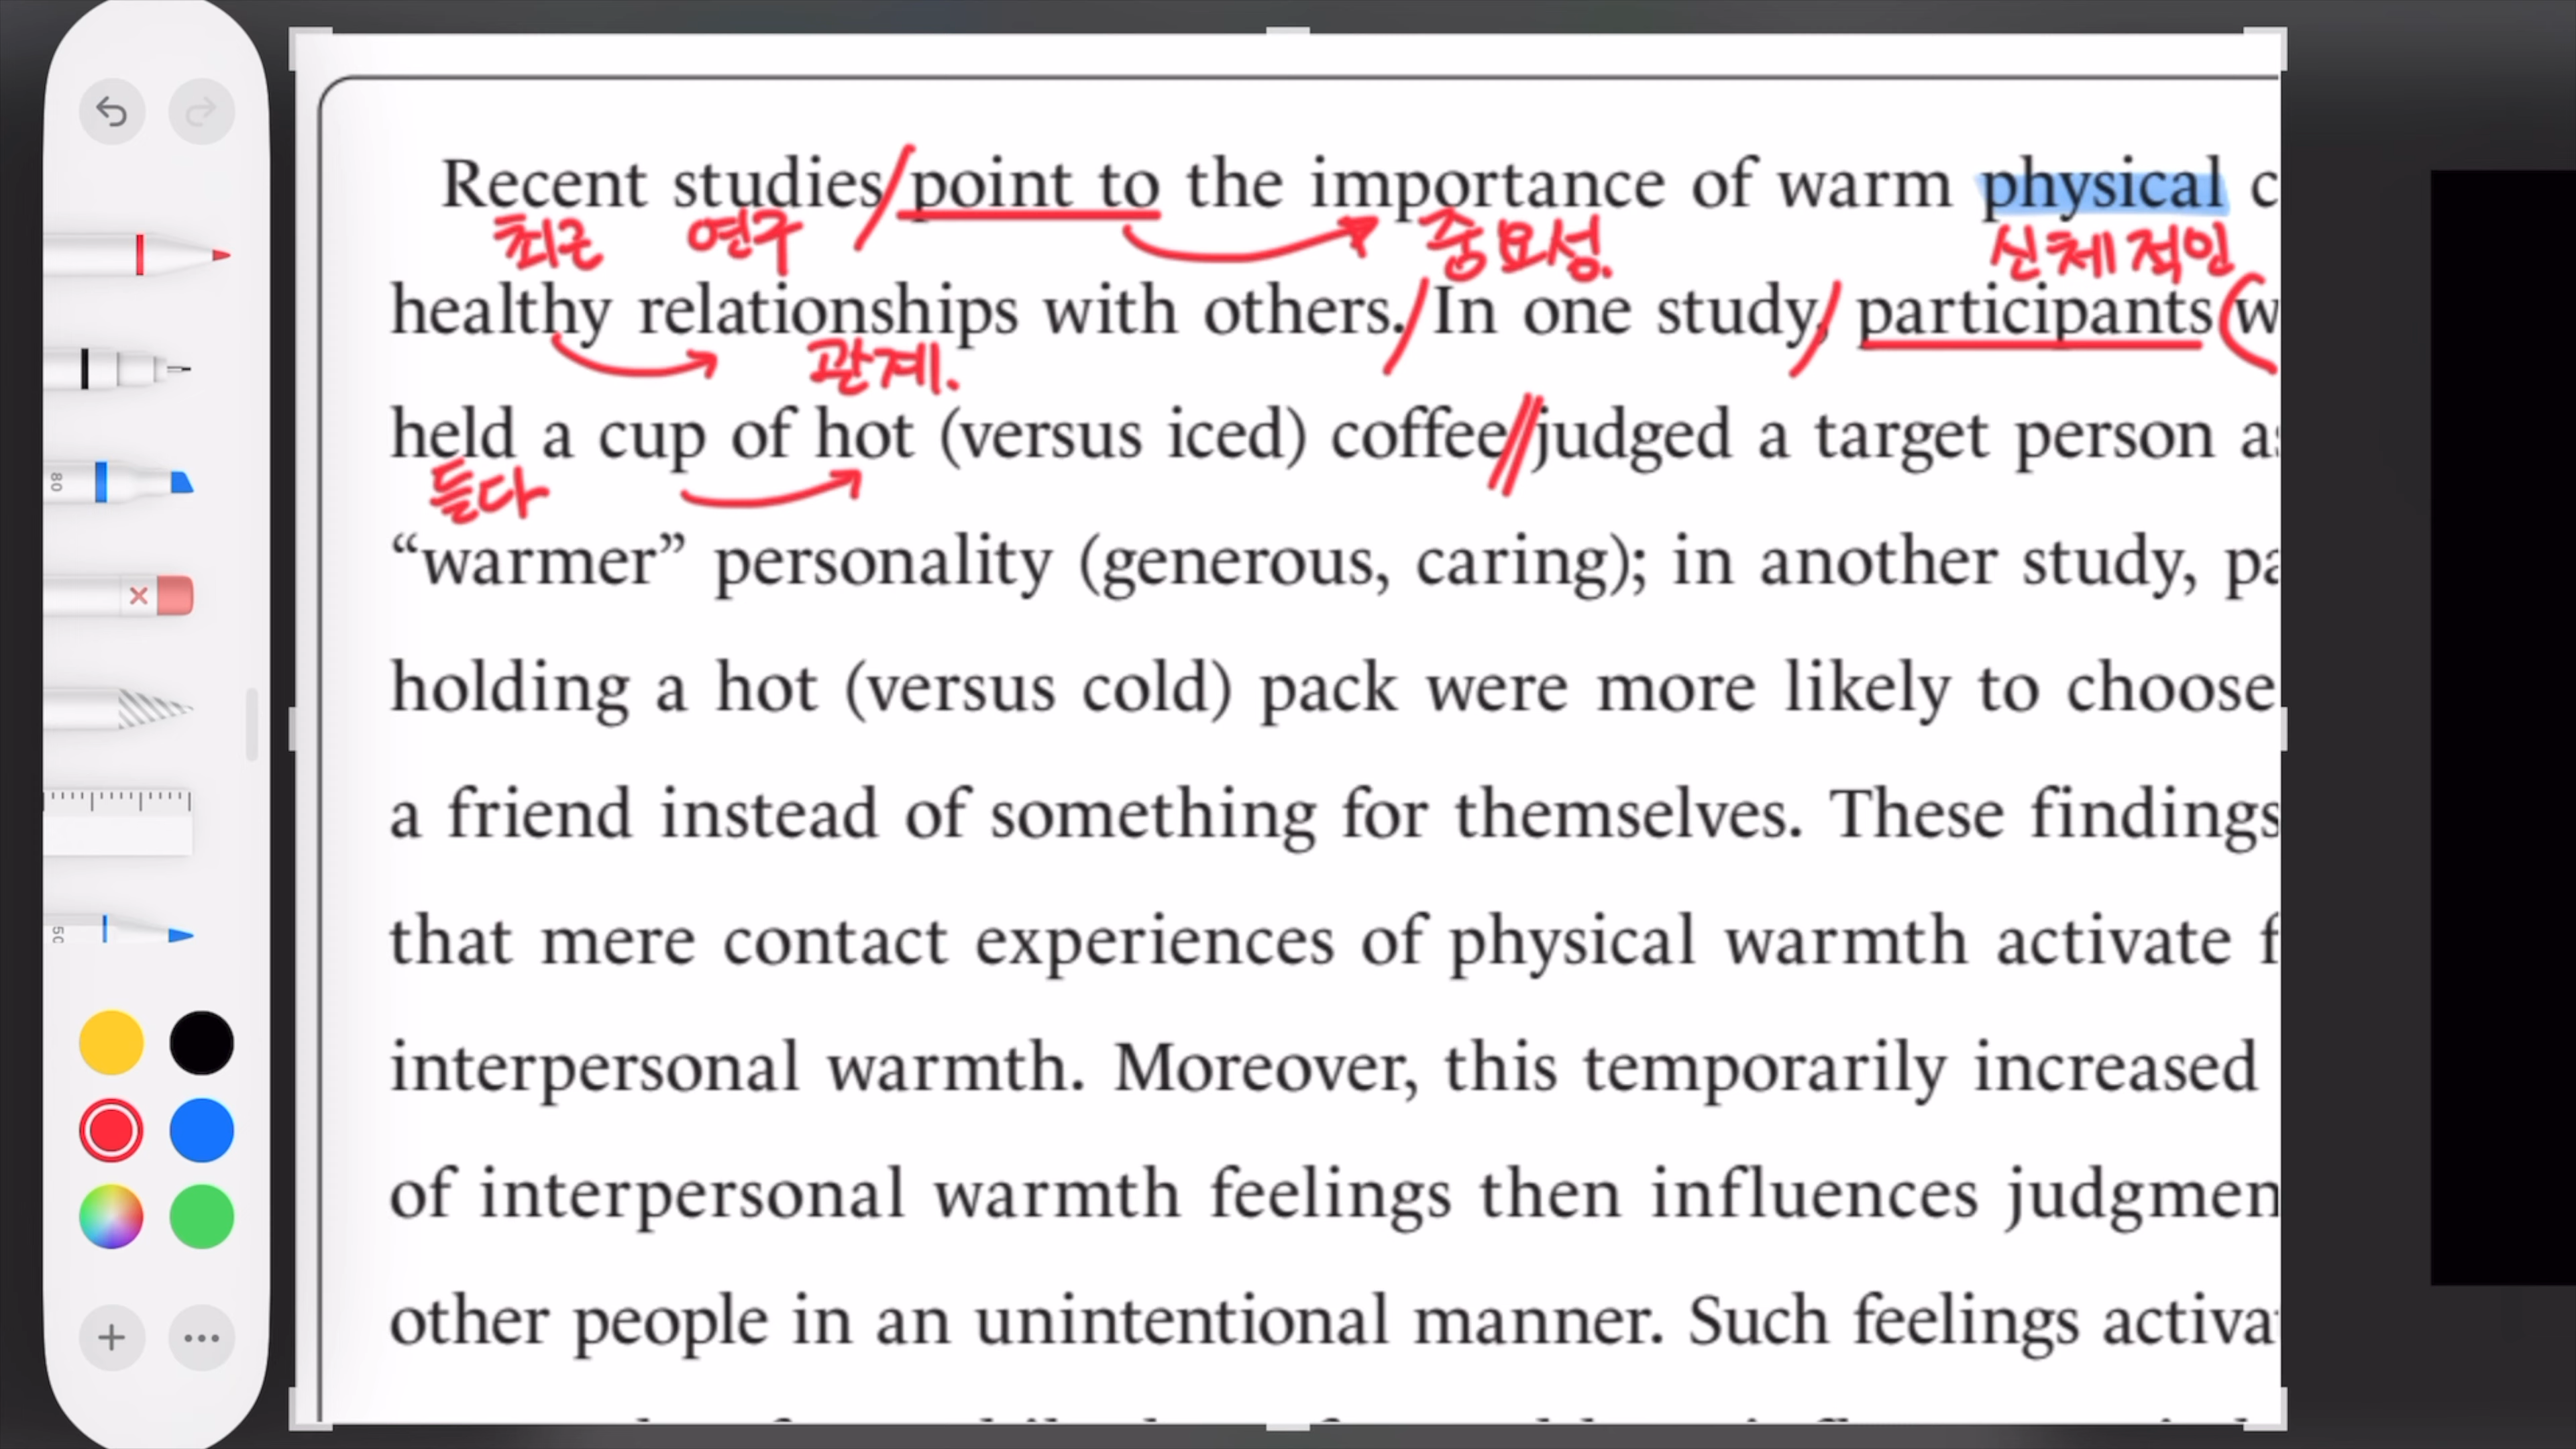 Recent studies point to the importance of warm physical
최근 연구 중요성. 신체적인
healthy relationships with others. In one study, participants
관계.
held a cup of hot (versus iced) coffee judged a target person
들다
“warmer” personality (generous, caring); in another study,
holding a hot (versus cold) pack were more likely to choose
a friend instead of something for themselves. These findings
that mere contact experiences of physical warmth activate
interpersonal warmth. Moreover, this temporarily increased
of interpersonal warmth feelings then influences
other people in an unintentional manner. Such feelings
80
50